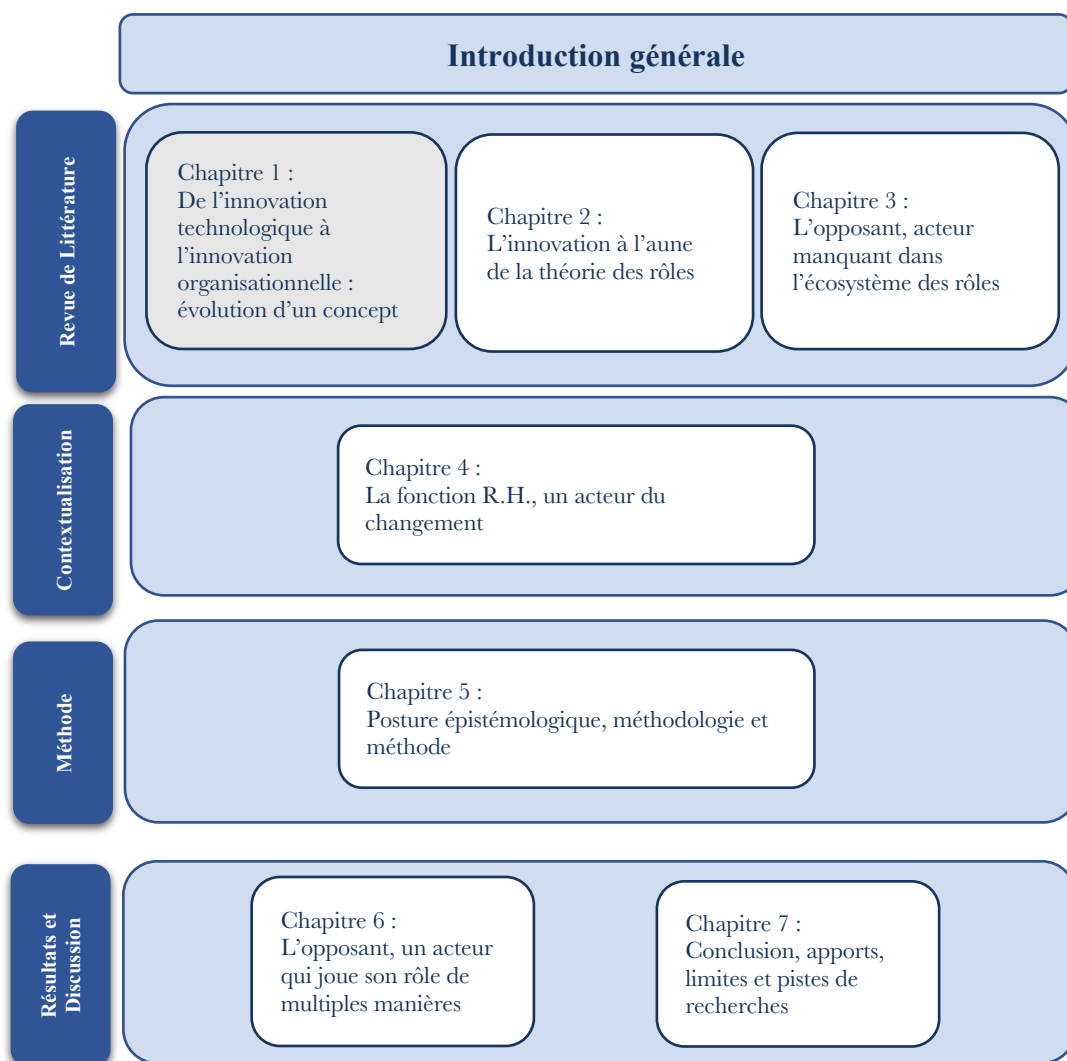 Introduction générale
Revue de Littérature
Chapitre 1 :
De l’innovation
technologique à
l’innovation
organisationnelle :
évolution d’un concept
Chapitre 2 :
L’innovation à l’aune
de la théorie des rôles
Chapitre 3 :
L’opposant, acteur
manquant dans
l’écosystème des rôles
Contextualisation
Chapitre 4 :
La fonction R.H., un acteur du
changement
Méthode
Chapitre 5 :
Posture épistémologique, méthodologie et
méthode
Résultats et
Discussion
Chapitre 6 :
L’opposant, un acteur
qui joue son rôle de
multiples manières
Chapitre 7 :
Conclusion, apports,
limites et pistes de
recherches